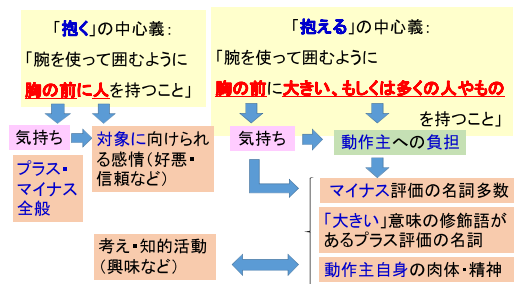 「抱く」の中心義:
「腕を使って囲むように
胸の前に人を持つこと」
「抱える」の中心義:
「腕を使って囲むように
胸の前に大きい、もしくは多くの人やもの
を持つこと」
気持ち
対象に向けられ
る感情(好悪・
信頼など)
プラス・
マイナス
全般
気持ち
動作主への負担
マイナス評価の名詞多数
「大きい」意味の修飾語
があるプラス評価の名詞
動作主自身の肉体・精神
考え・知的活動
(興味など)